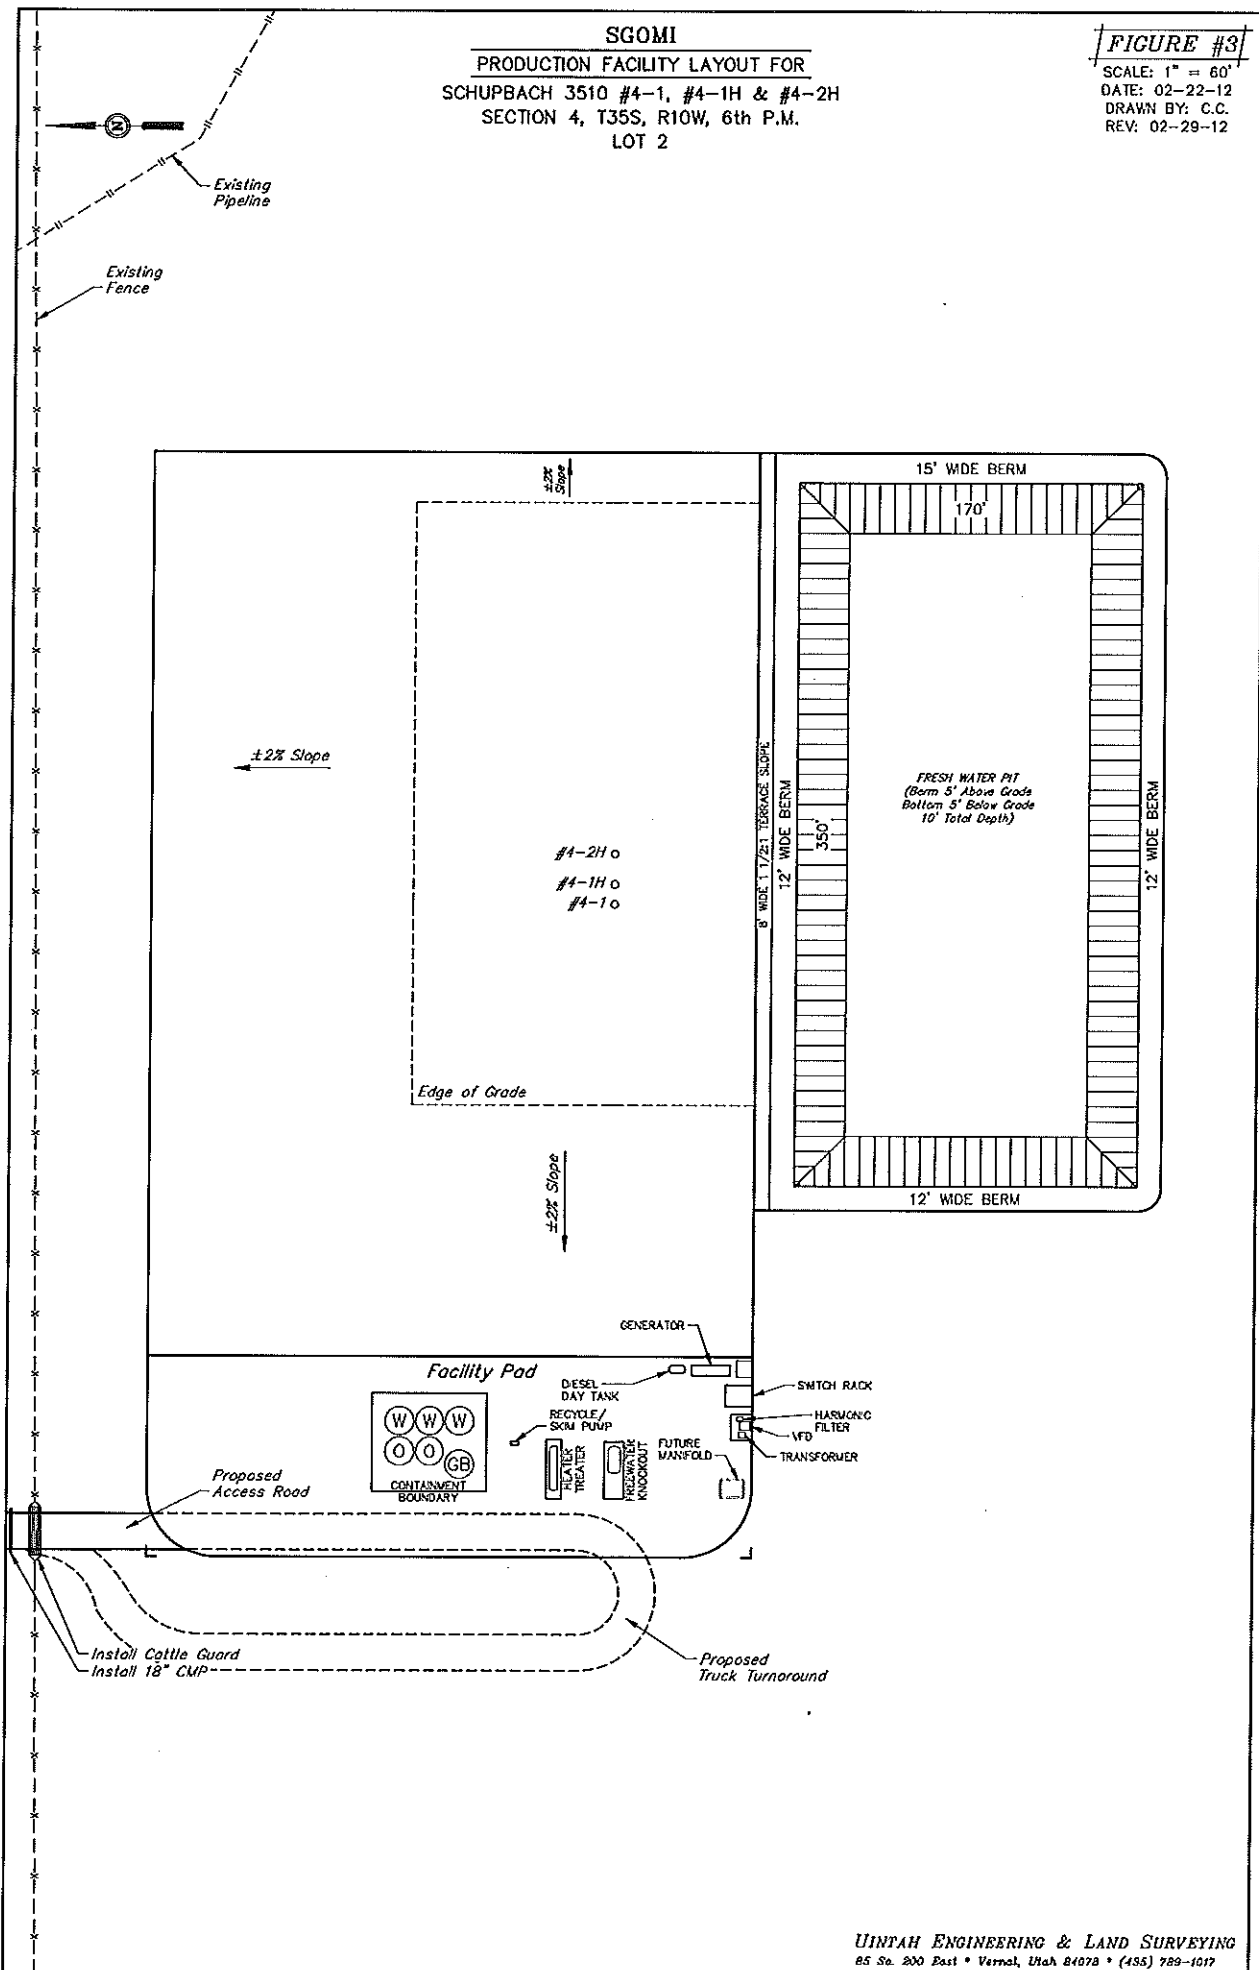 SGOMI
PRODUCTION FACILITY LAYOUT FOR
SCHUPBACH 3510 #4-1, #4-1H & #4-2H
SECTION 4, T35S, R10W, 6th P.M.
LOT 2
FIGURE #3
SCALE: 1" = 60'
DATE: 02-22-12
DRAWN BY: C.C.
REV: 02-29-12
N
Existing
Pipeline
Existing
Fence
±2%
Slope
15' WIDE BERM
170'
±2% Slope
8' WIDE 1 1/2:1 TERRACE SLOPE
12' WIDE BERM
350'
FRESH WATER PIT
(Berm 5' Above Grade
Bottom 5' Below Grade
10' Total Depth)
12' WIDE BERM
#4-2H
#4-1H
#4-1
Edge of Grade
±2% Slope
12' WIDE BERM
GENERATOR
Facility Pad
DIESEL
DAY TANK
SWITCH RACK
RECYCLE/
SKIM PUMP
HARMONIC
FILTER
VFD
TRANSFORMER
W W W
O O GB
CONTAINMENT
BOUNDARY
HEATER
TREATER
FREEWATER
KNOCKOUT
FUTURE
MANIFOLD
Proposed
Access Road
Install Cattle Guard
Install 18" CMP
Proposed
Truck Turnaround
UINTAH ENGINEERING & LAND SURVEYING
85 So. 200 East * Vernal, Utah 84078 * (435) 789-1017